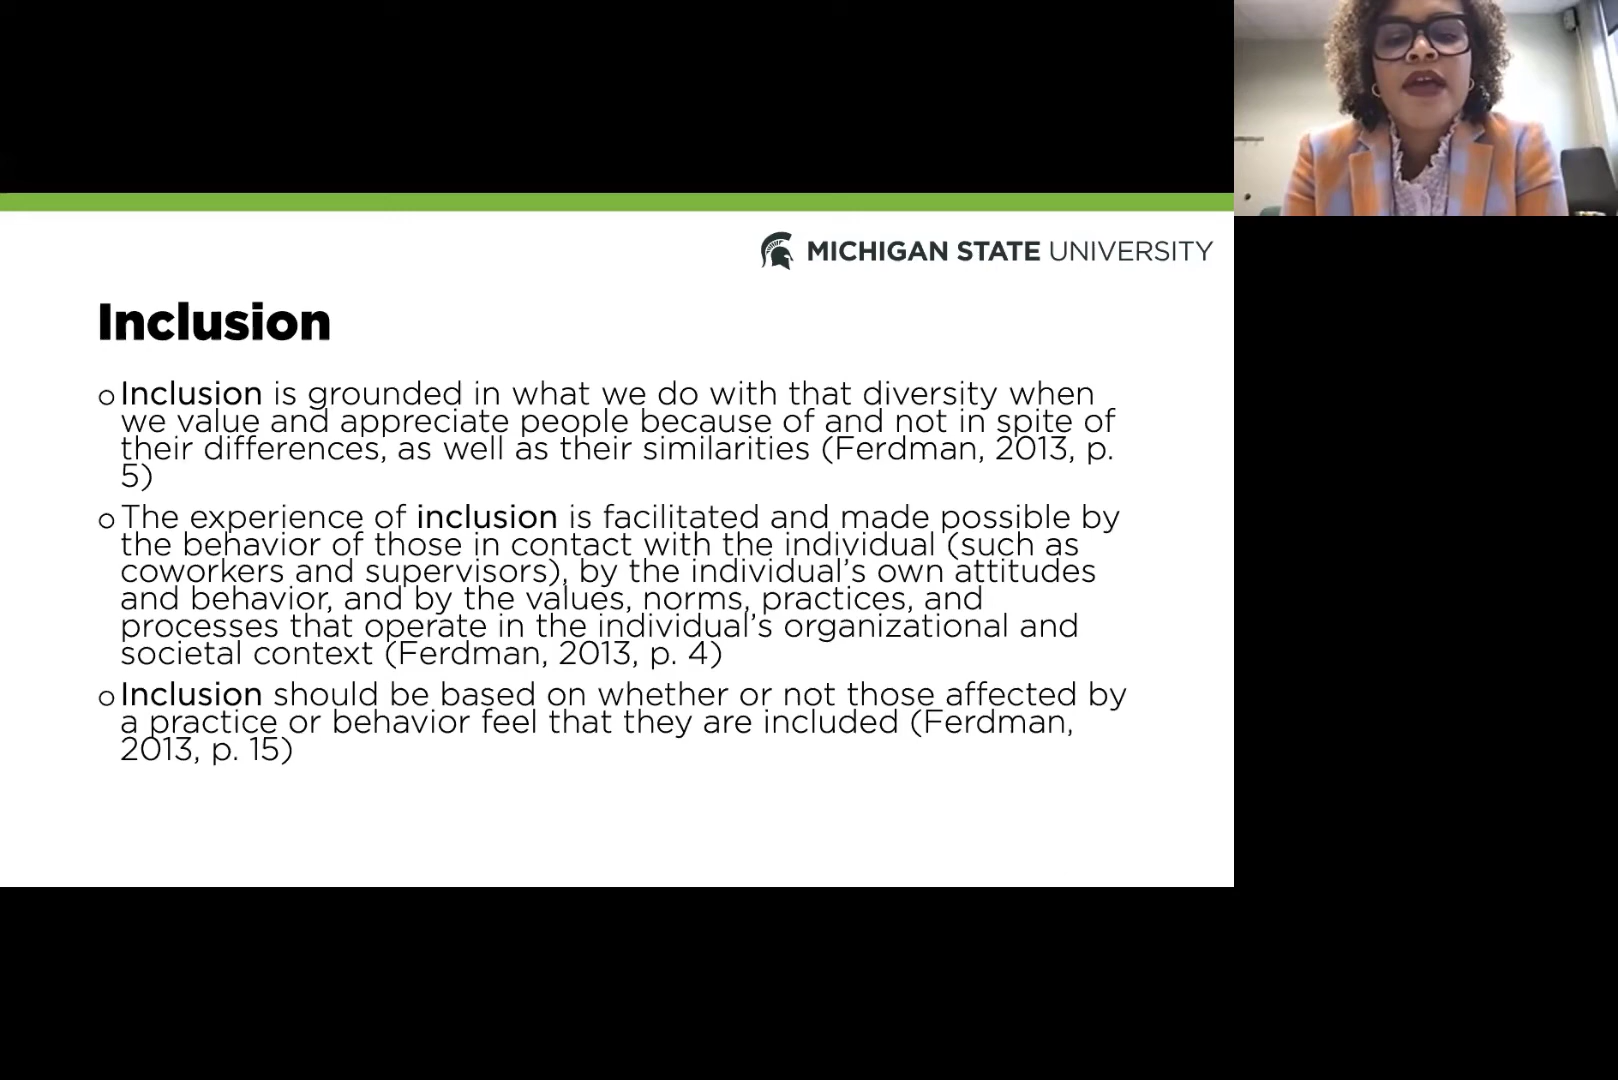 MICHIGAN STATE UNIVERSITY
Inclusion
o Inclusion is grounded in what we do with that diversity when
we value and appreciate people because of and not in spite of
their differences, as well as their similarities (Ferdman, 2013, p.
5)
o The experience of inclusion is facilitated and made possible by
the behavior of those in contact with the individual (such as
coworkers and supervisors), by the individual’s own attitudes
and behavior, and by the values, norms, practices, and
processes that operate in the individual’s organizational and
societal context (Ferdman, 2013, p. 4)
o Inclusion should be based on whether or not those affected by
a practice or behavior feel that they are included (Ferdman,
2013, p. 15)